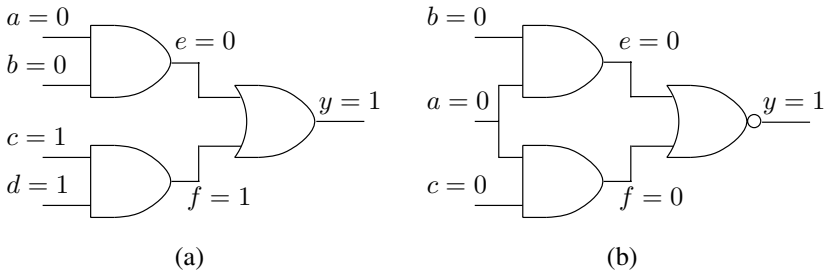 a = 0
b = 0
e = 0
c = 1
d = 1
f = 1
y = 1
(a)
b = 0
e = 0
a = 0
c = 0
f = 0
y = 1
(b)